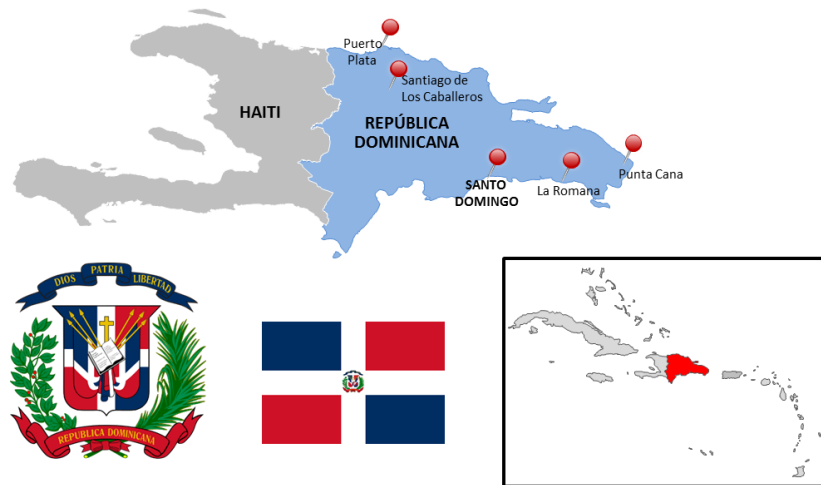 Puerto
Plata
Santiago de
Los Caballeros
HAITI
REPÚBLICA
DOMINICANA
SANTO
DOMINGO
La Romana
Punta Cana
DIOS PATRIA LIBERTAD
REPUBLICA DOMINICANA